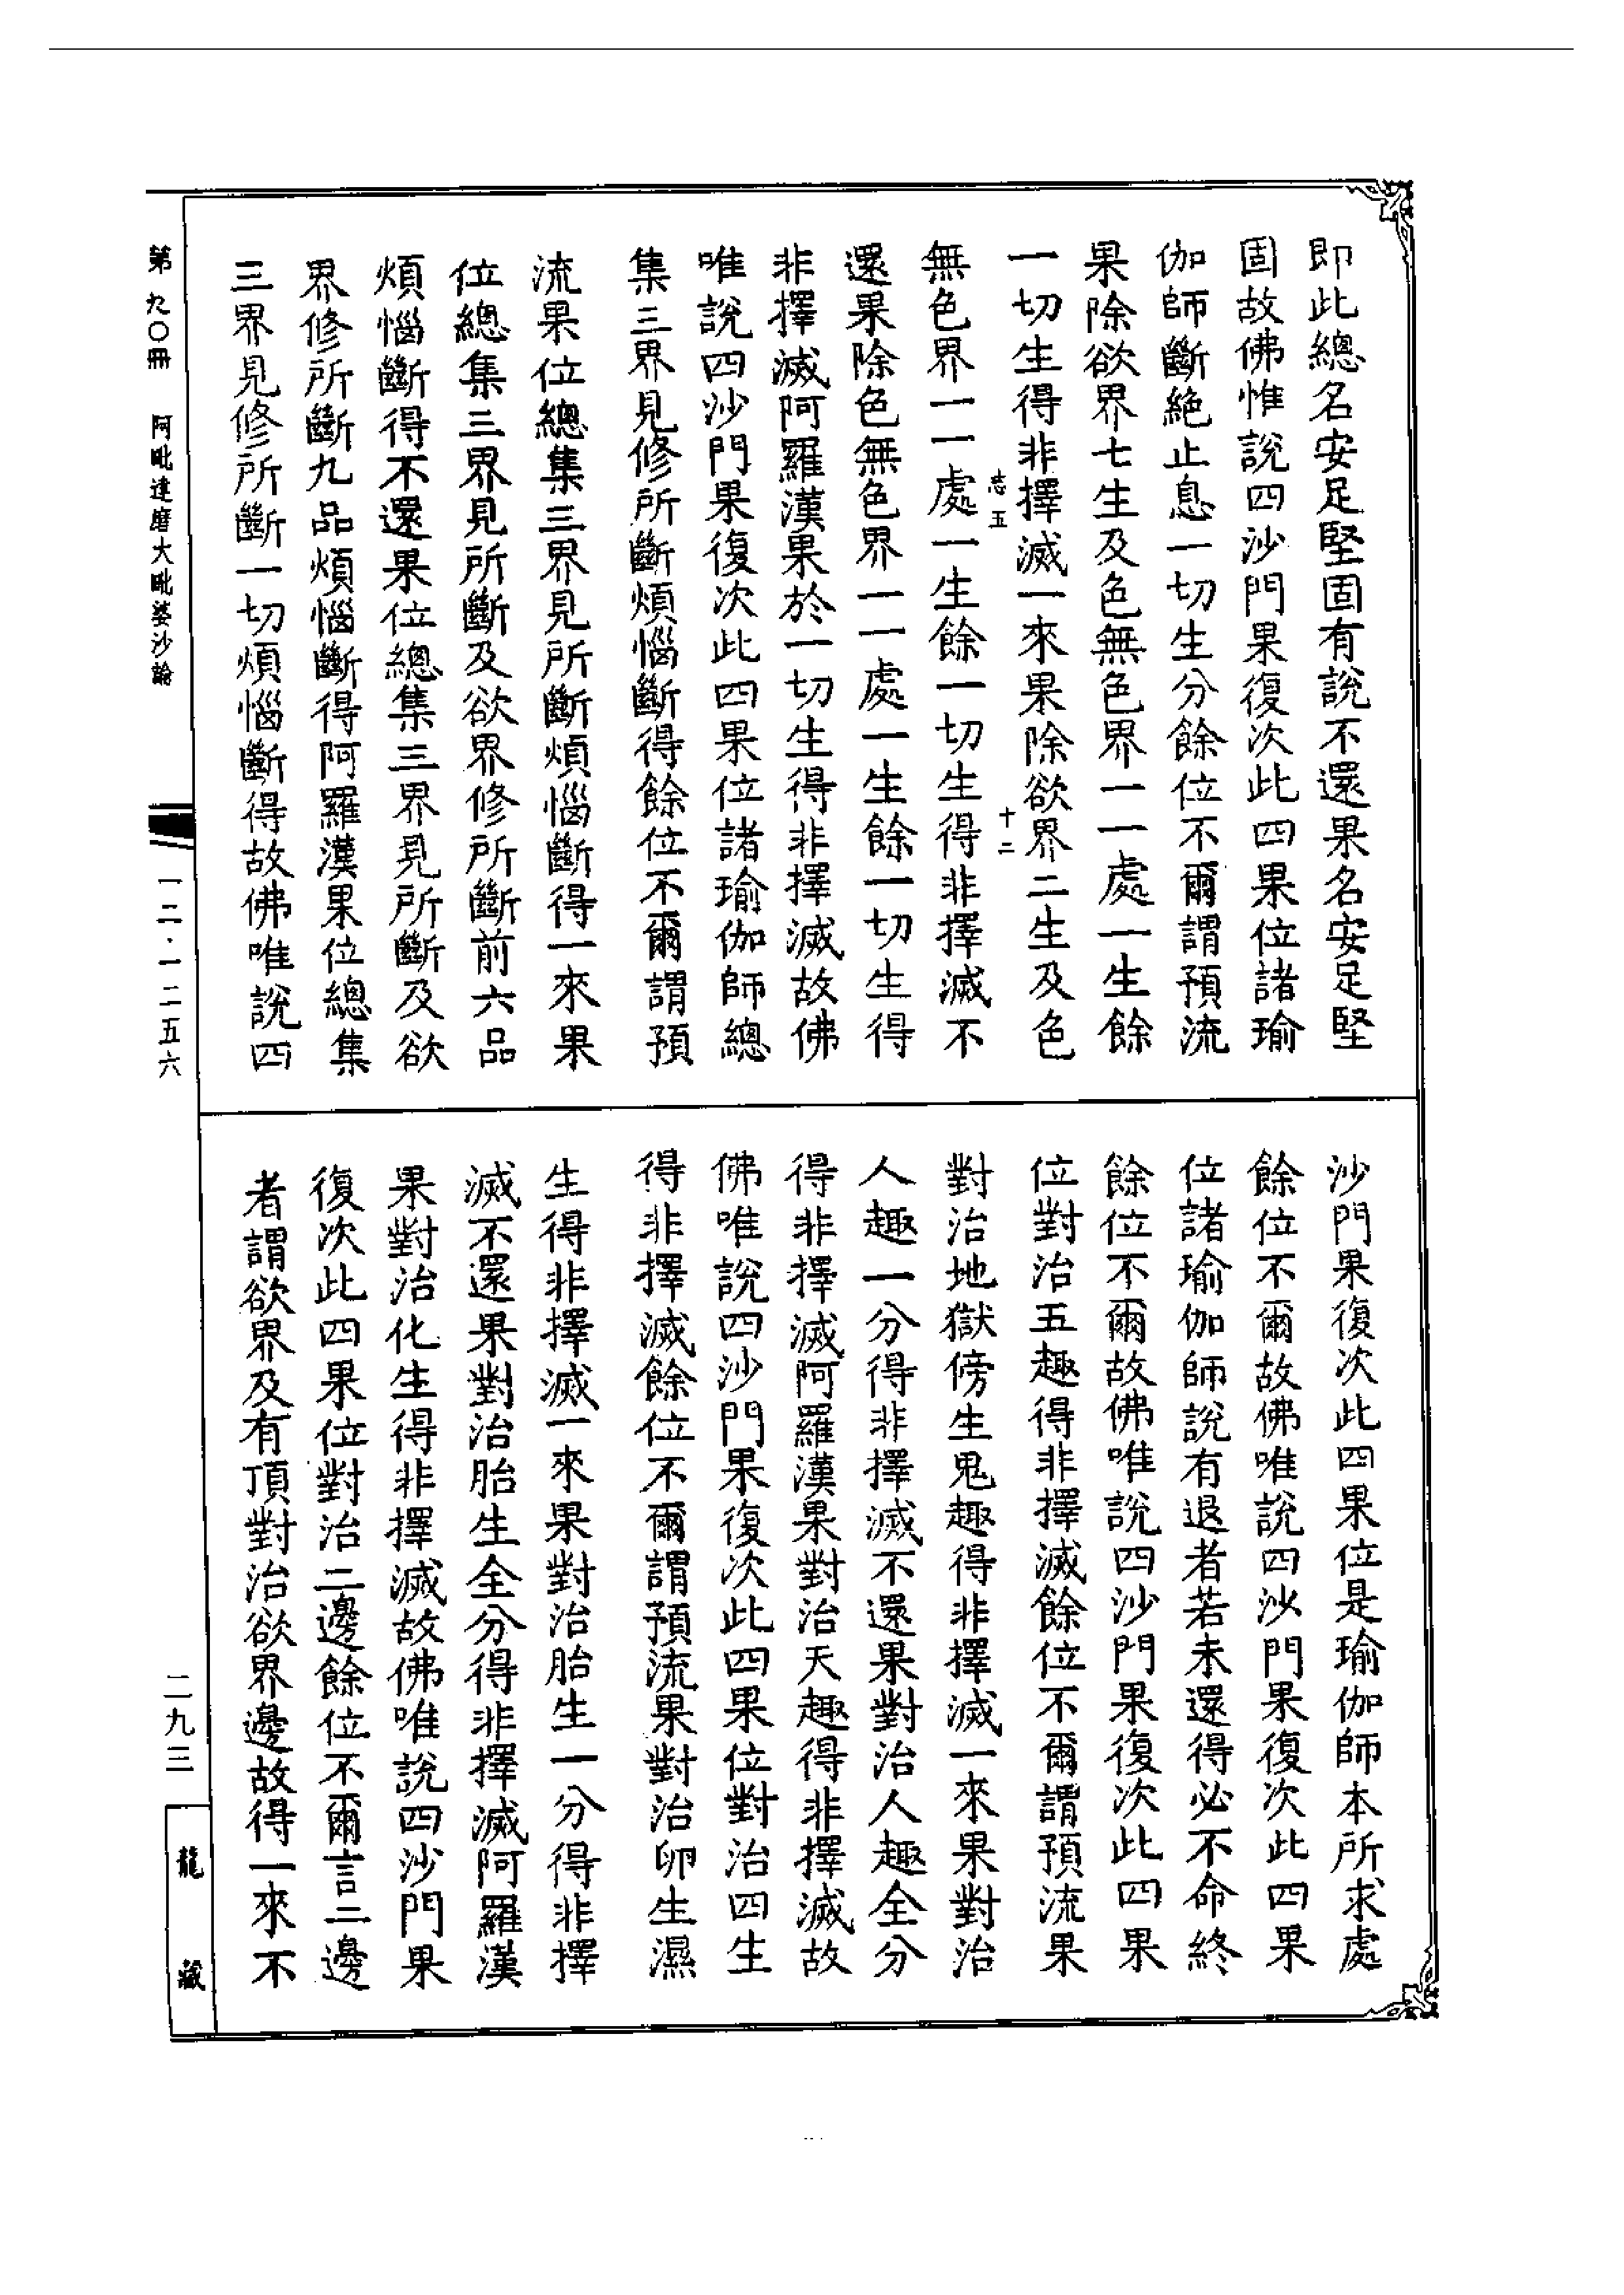 即此總名安足堅固有說不還果名安足堅
固故佛惟說四沙門果復次此四果位諸瑜
伽師斷絶止息一切生分餘位不爾謂預流
果除欲界七生及色無色界一一處一生餘
一切生得非擇滅一來果除欲界二生及色
志五
十二
無色界一一處一生餘一切生得非擇滅不
還果除色無色界一一處一生餘一切生得
非擇滅阿羅漢果於一切生得非擇滅故佛
唯說四沙門果復次此四果位諸瑜伽師總
集三界見修所斷煩惱斷得餘位不爾謂預
流果位總集三界見所斷煩惱斷得一來果
位總集三界見所斷及欲界修所斷前六品
煩惱斷得不還果位總集三界見所斷及欲
界修所斷九品煩惱斷得阿羅漢果位總集
三界見修所斷一切煩惱斷得故佛唯說四
沙門果復次此四果位是瑜伽師本所求處
餘位不爾故佛唯說四沙門果復次此四果
位諸瑜伽師說有退者若未還得必不命終
餘位不爾故佛唯說四沙門果復次此四果
位對治五趣得非擇滅餘位不爾謂預流果
對治地獄傍生鬼趣得非擇滅一來果對治
人趣一分得非擇滅不還果對治人趣全分
得非擇滅阿羅漢果對治天趣得非擇滅故
佛唯說四沙門果復次此四果位對治四生
得非擇滅餘位不爾謂預流果對治卵生濕
生得非擇滅一來果對治胎生一分得非擇
滅不還果對治胎生全分得非擇滅阿羅漢
果對治化生得非擇滅故佛唯說四沙門果
復次此四果位對治二邊餘位不爾言二邊
者謂欲界及有頂對治欲界邊故得一來不
第九〇冊 阿毗達磨大毗婆沙論
一二·一二五六
二九三
龍藏